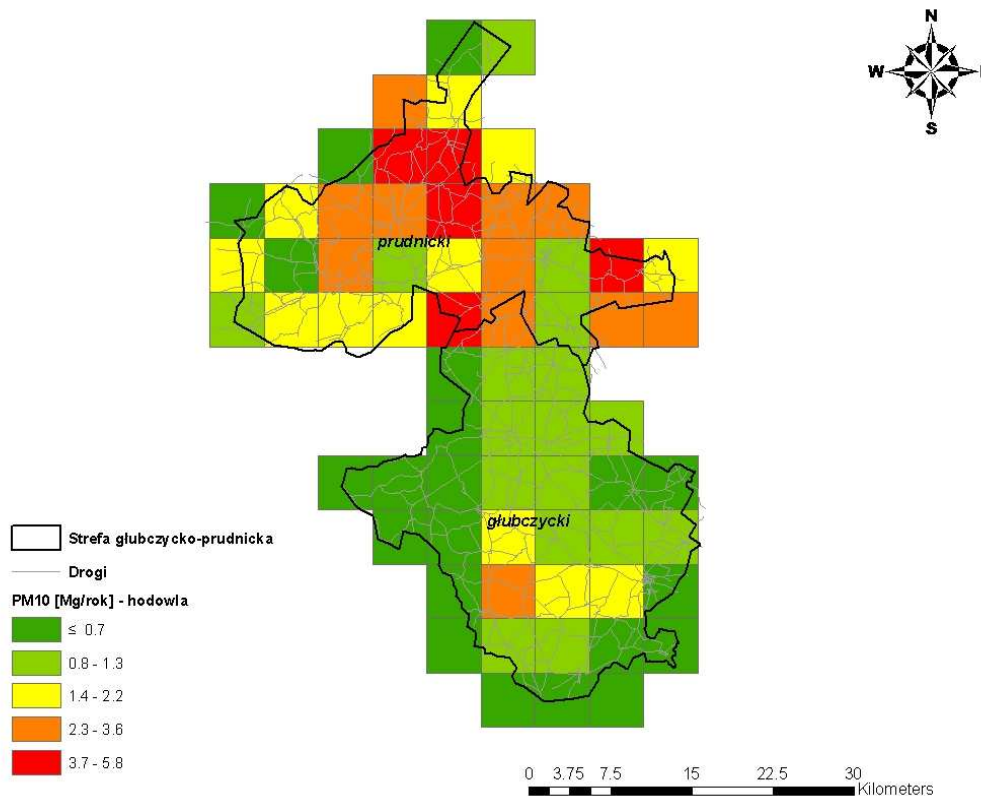 N
W
S
prudnicki
głubczycki
Strefa głubczycko-prudnicka
Drogi
PM10 [Mg/rok] - hodowla
≤ 0.7
0.8 - 1.3
1.4 - 2.2
2.3 - 3.6
3.7 - 5.8
0 3.75 7.5 15 22.5 30
Kilometers